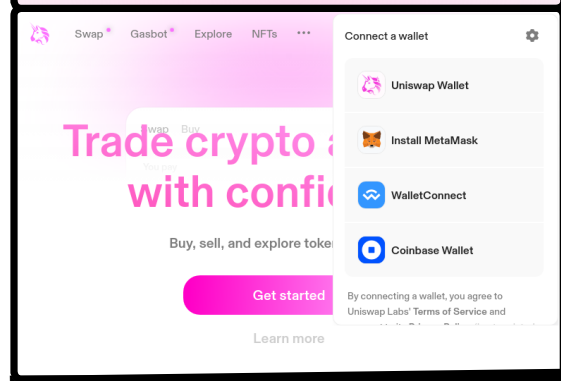 Swap Gasbot Explore NFTs •••
Connect a wallet
Uniswap Wallet
Install MetaMask
WalletConnect
Coinbase Wallet
By connecting a wallet, you agree to
Uniswap Labs' Terms of Service and
Swap Buy
Trade crypto a
with confi
Buy, sell, and explore toke
Get started
Learn more